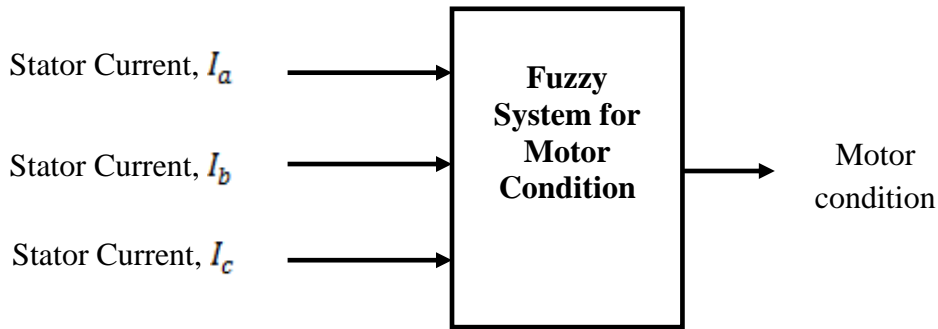 Stator Current, I_a
Stator Current, I_b
Stator Current, I_c
Fuzzy
System for
Motor
Condition
Motor
condition